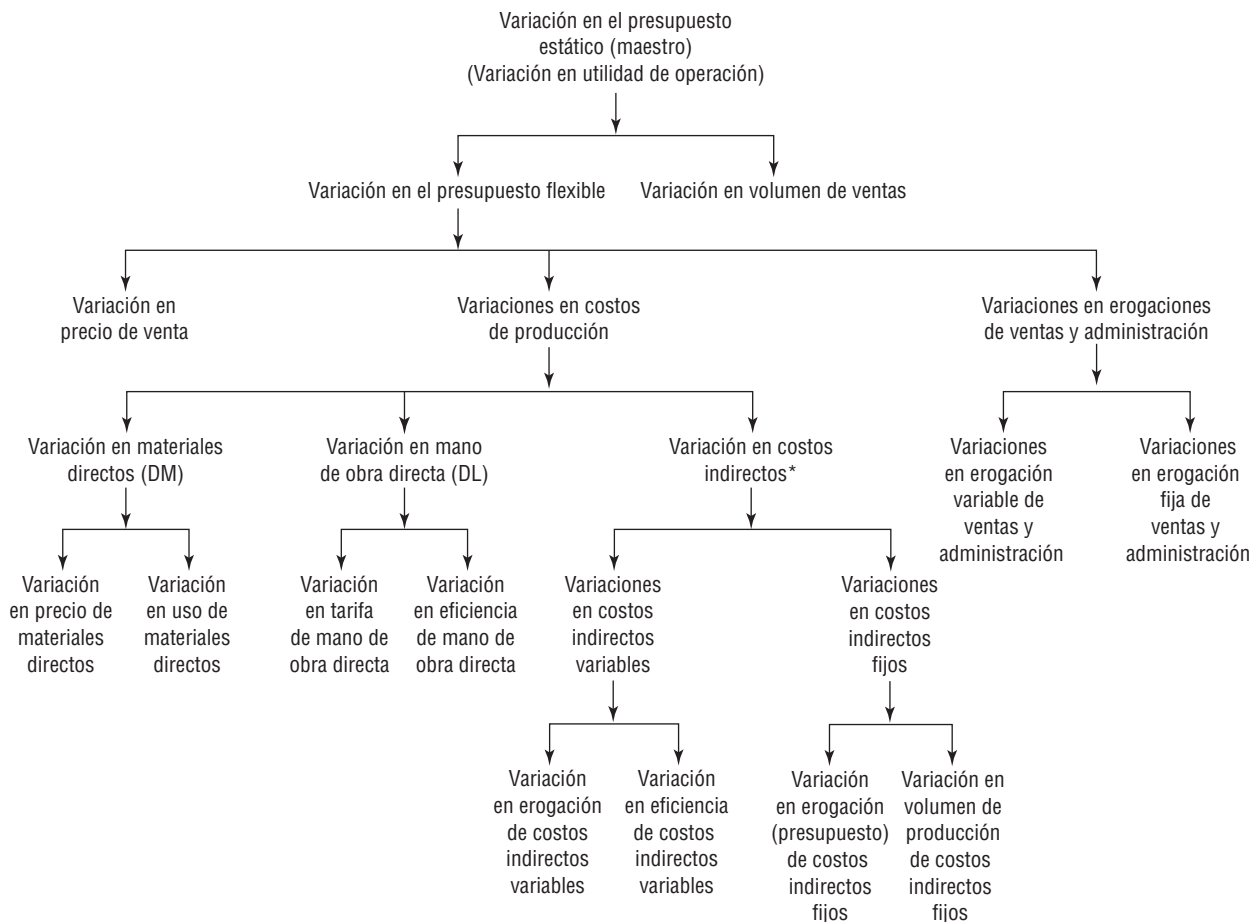 Variación en el presupuesto
estático (maestro)
(Variación en utilidad de operación)
Variación en el presupuesto flexible
Variación en volumen de ventas
Variación en
precio de venta
Variaciones en costos
de producción
Variaciones en erogaciones
de ventas y administración
Variación en materiales
directos (DM)
Variación en mano
de obra directa (DL)
Variación en costos
indirectos*
Variaciones
en erogación
variable de
ventas y
administración
Variaciones
en erogación
fija de
ventas y
administración
Variación
en precio de
materiales
directos
Variación
en uso de
materiales
directos
Variación
en tarifa
de mano de
obra directa
Variación
en eficiencia
de mano de
obra directa
Variaciones
en costos
indirectos
variables
Variaciones
en costos
indirectos
fijos
Variación
en erogación
de costos
indirectos
variables
Variación
en eficiencia
de costos
indirectos
variables
Variación
en erogación
(presupuesto)
de costos
indirectos
fijos
Variación en
volumen de
producción
de costos
indirectos
fijos